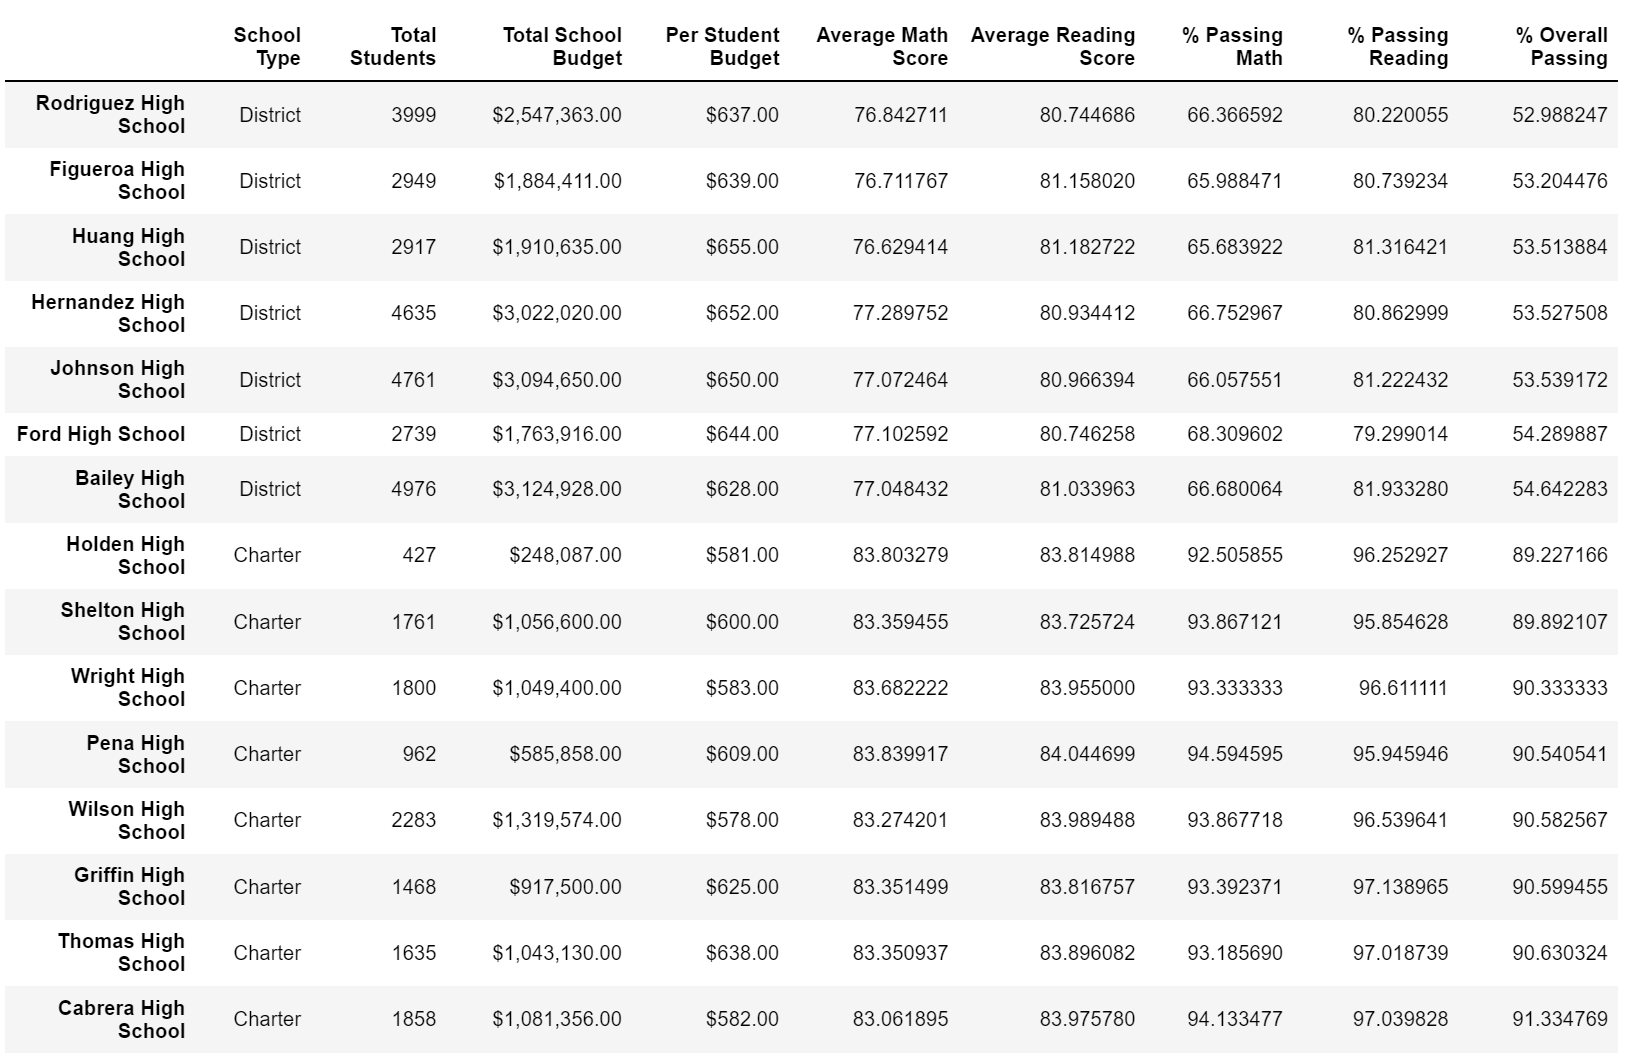 School Type Total Students Total School Budget Per Student Budget Average Math Score Average Reading Score % Passing Math % Passing Reading % Overall Passing
Rodriguez High School District 3999 $2,547,363.00 $637.00 76.842711 80.744686 66.366592 80.220055 52.988247
Figueroa High School District 2949 $1,884,411.00 $639.00 76.711767 81.158020 65.988471 80.739234 53.204476
Huang High School District 2917 $1,910,635.00 $655.00 76.629414 81.182722 65.683922 81.316421 53.513884
Hernandez High School District 4635 $3,022,020.00 $652.00 77.289752 80.934412 66.752967 80.862999 53.527508
Johnson High School District 4761 $3,094,650.00 $650.00 77.072464 80.966394 66.057551 81.222432 53.539172
Ford High School District 2739 $1,763,916.00 $644.00 77.102592 80.746258 68.309602 79.299014 54.289887
Bailey High School District 4976 $3,124,928.00 $628.00 77.048432 81.033963 66.680064 81.933280 54.642283
Holden High School Charter 427 $248,087.00 $581.00 83.803279 83.814988 92.505855 96.252927 89.227166
Shelton High School Charter 1761 $1,056,600.00 $600.00 83.359455 83.725724 93.867121 95.854628 89.892107
Wright High School Charter 1800 $1,049,400.00 $583.00 83.682222 83.955000 93.333333 96.611111 90.333333
Pena High School Charter 962 $585,858.00 $609.00 83.839917 84.044699 94.594595 95.945946 90.540541
Wilson High School Charter 2283 $1,319,574.00 $578.00 83.274201 83.989488 93.867718 96.539641 90.582567
Griffin High School Charter 1468 $917,500.00 $625.00 83.351499 83.816757 93.392371 97.138965 90.599455
Thomas High School Charter 1635 $1,043,130.00 $638.00 83.350937 83.896082 93.185690 97.018739 90.630324
Cabrera High School Charter 1858 $1,081,356.00 $582.00 83.061895 83.975780 94.133477 97.039828 91.334769